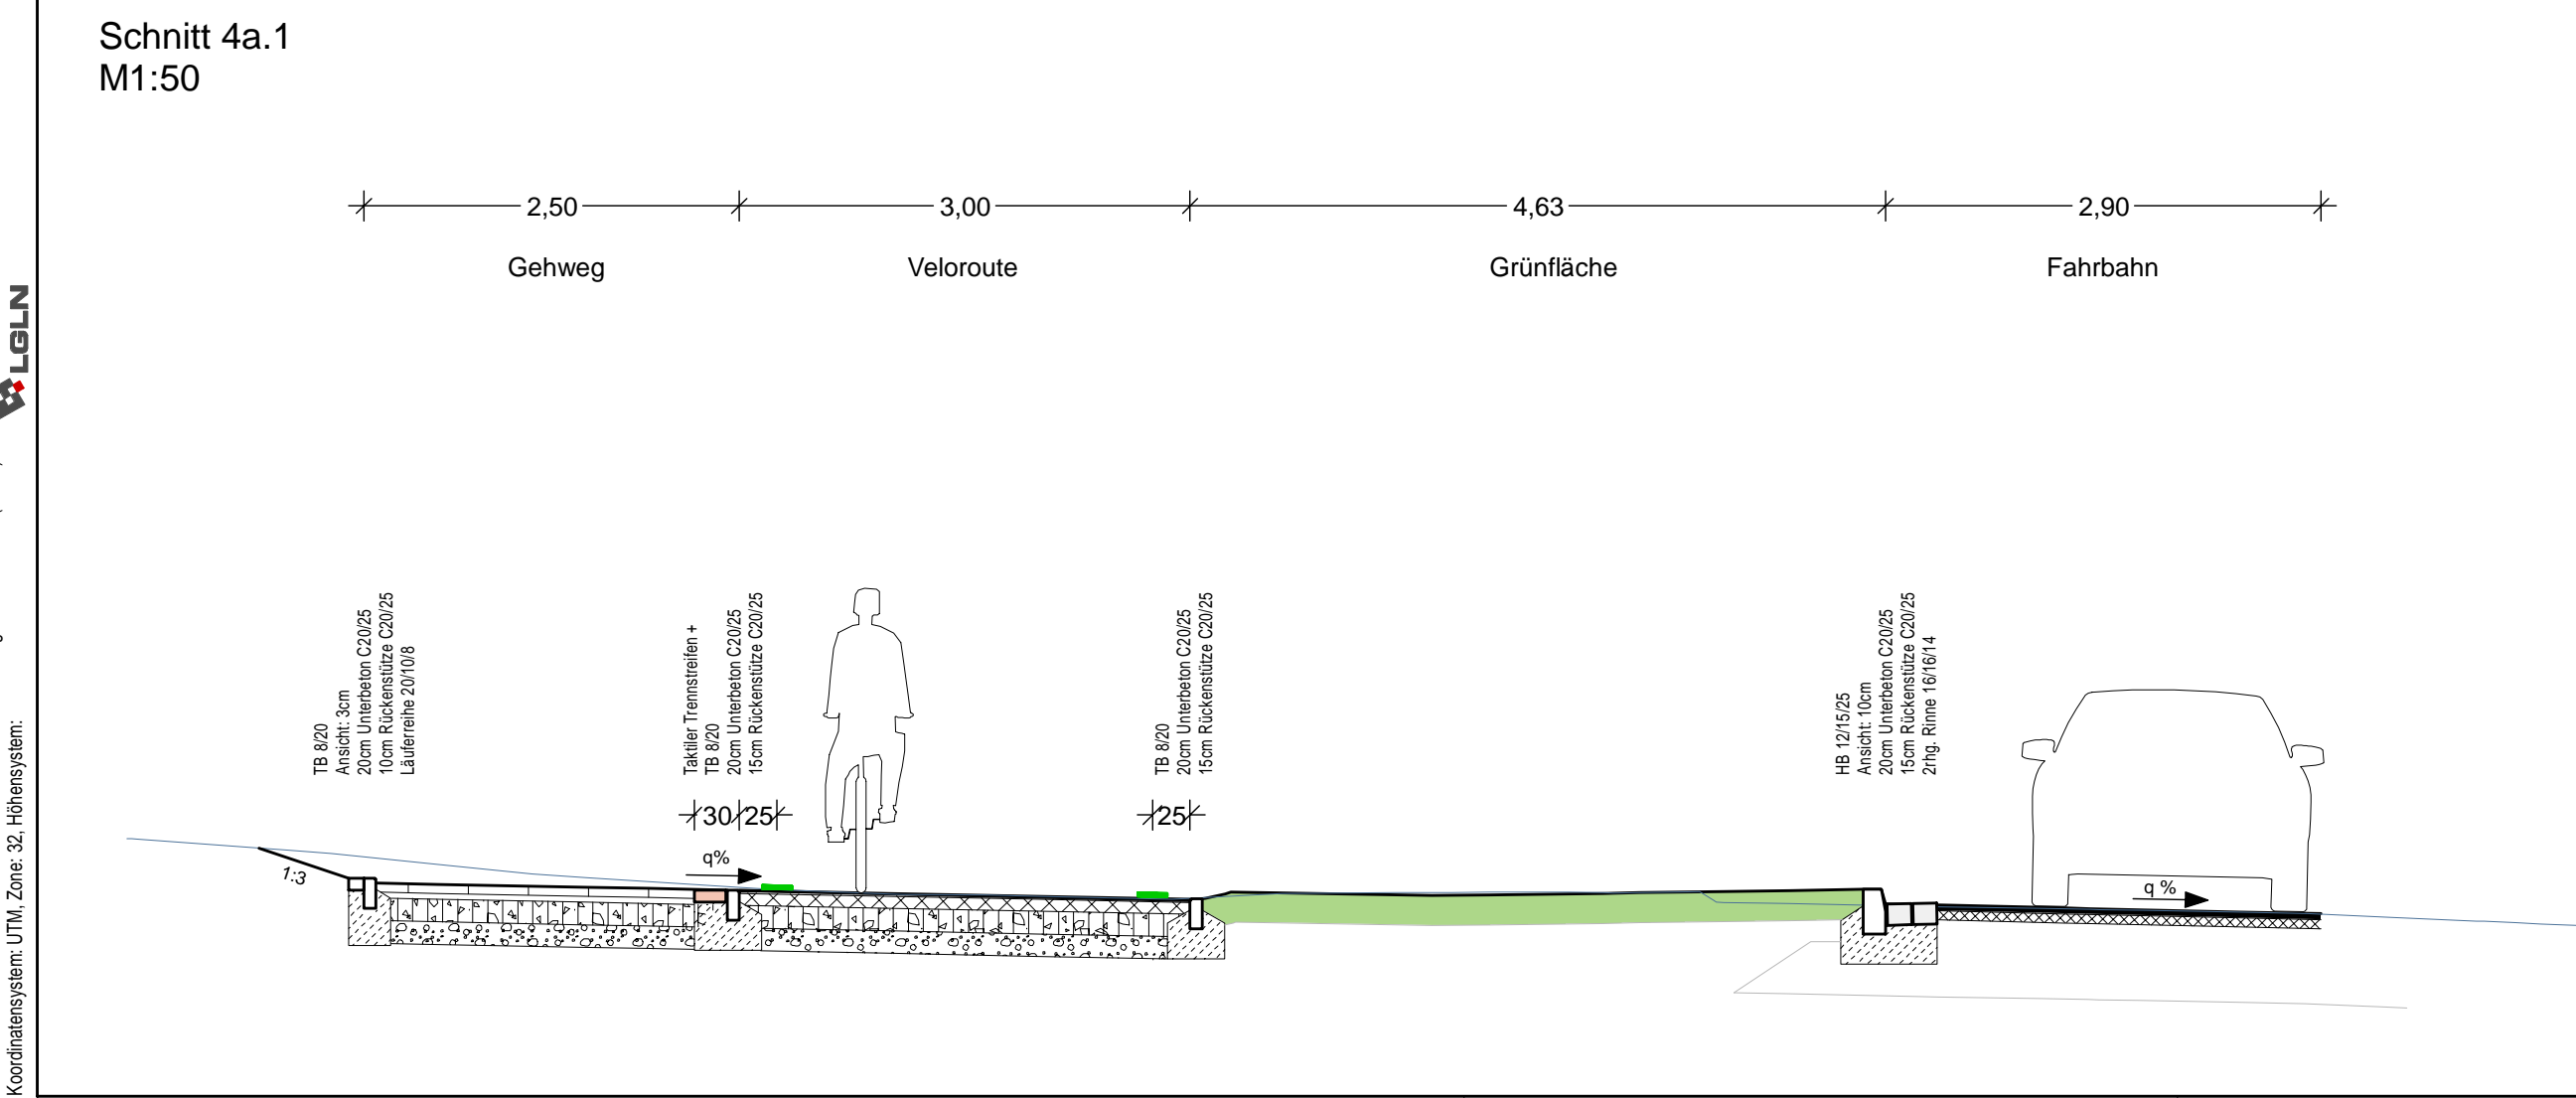 Schnitt 4a.1
M1:50
2,50
3,00
4,63
2,90
Gehweg
Veloroute
Grünfläche
Fahrbahn
TB 8/20
Ansicht: 3cm
20cm Unterbeton C20/25
10cm Rückenstütze C20/25
Läuferreihe 20/10/8
Taktiler Trennstreifen +
TB 8/20
20cm Unterbeton C20/25
15cm Rückenstütze C20/25
TB 8/20
20cm Unterbeton C20/25
15cm Rückenstütze C20/25
HB 12/15/25
Ansicht: 10cm
20cm Unterbeton C20/25
15cm Rückenstütze C20/25
2rhg. Rinne 16/16/14
30
25
25
1:3
q%
q %
LGLN
Koordinatensystem: UTM, Zone: 32, Höhensystem: